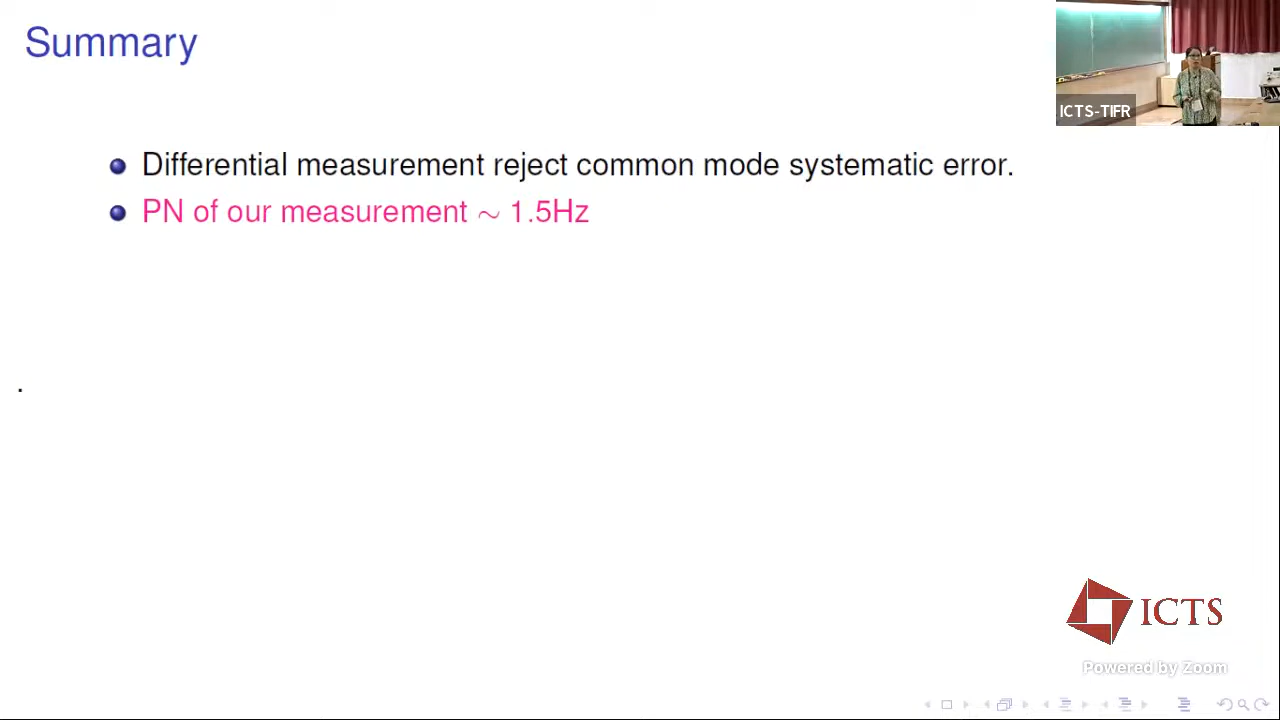 Summary
ICTS-TIFR
Differential measurement reject common mode systematic error.
PN of our measurement ∼ 1.5Hz
.
ICTS
Powered by Zoom